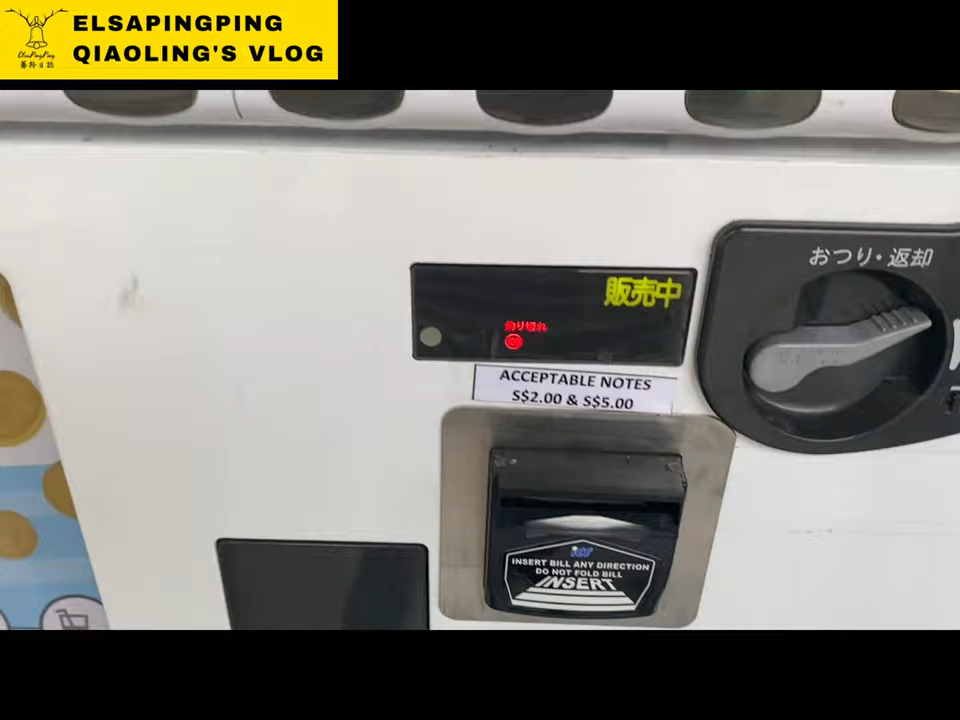 ELSAPINGPING
QIAOLING'S VLOG
おつり・返却
販売中
釣り切れ
ACCEPTABLE NOTES
S$2.00 & S$5.00
ict
INSERT BILL ANY DIRECTION
DO NOT FOLD BILL
INSERT